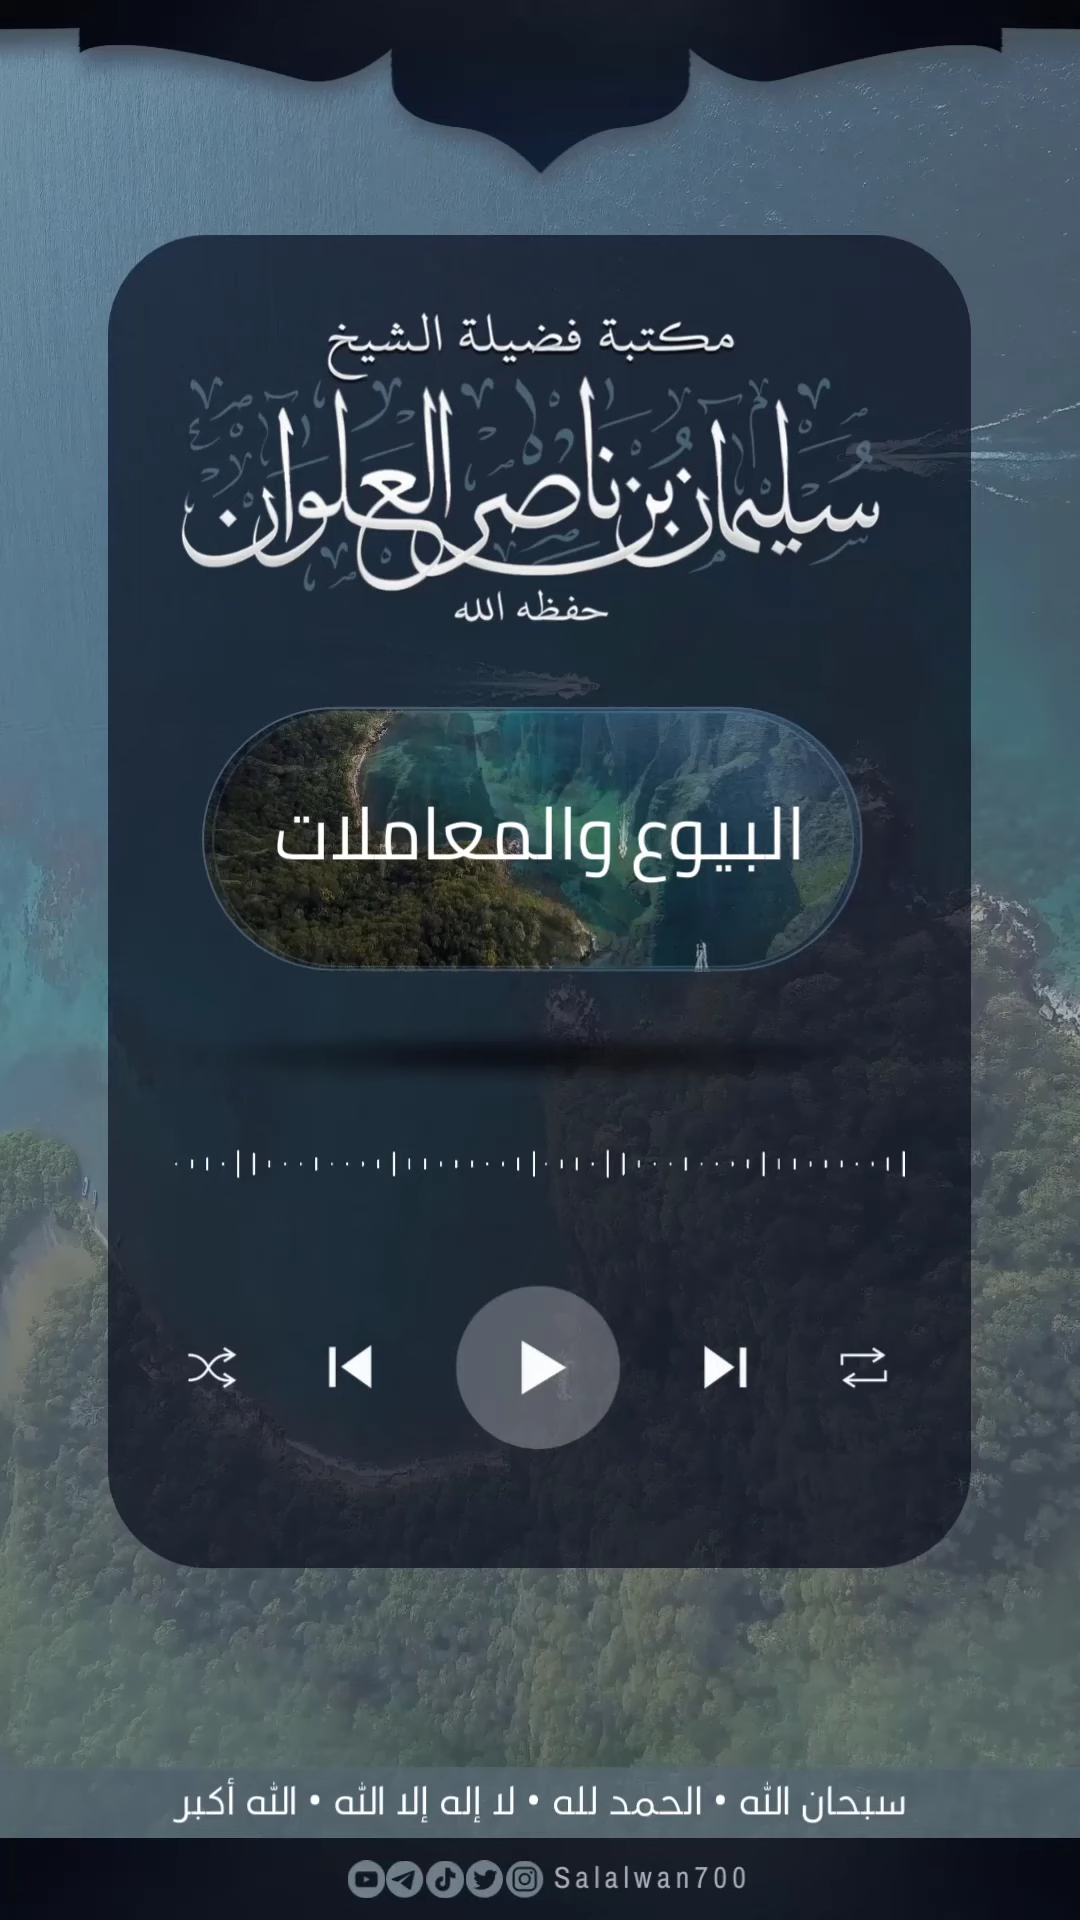 مكتبة فضيلة الشيخ
سليمان بن ناصر العلوان
حفظه الله
البيوع والمعاملات
سبحان الله • الحمد لله • لا إله إلا الله • الله أكبر
Salalwan700